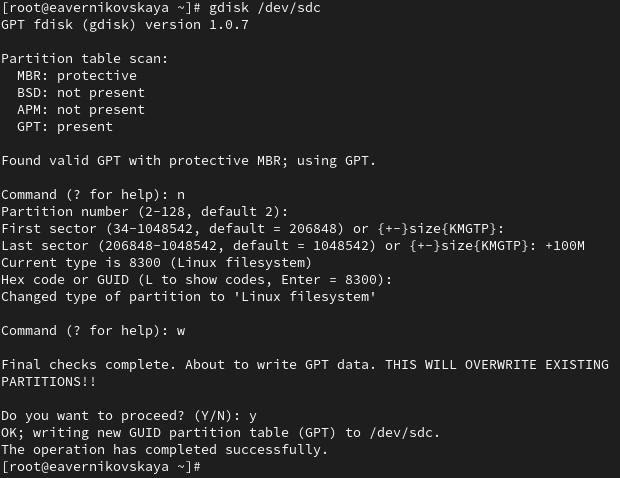 [root@eavernikovskaya ~]# gdisk /dev/sdc
GPT fdisk (gdisk) version 1.0.7
Partition table scan:
MBR: protective
BSD: not present
APM: not present
GPT: present
Found valid GPT with protective MBR; using GPT.
Command (? for help): n
Partition number (2-128, default 2):
First sector (34-1048542, default = 206848) or {+-}size{KMGTP}:
Last sector (206848-1048542, default = 1048542) or {+-}size{KMGTP}: +100M
Current type is 8300 (Linux filesystem)
Hex code or GUID (L to show codes, Enter = 8300):
Changed type of partition to 'Linux filesystem'
Command (? for help): w
Final checks complete. About to write GPT data. THIS WILL OVERWRITE EXISTING
PARTITIONS!!
Do you want to proceed? (Y/N): y
OK; writing new GUID partition table (GPT) to /dev/sdc.
The operation has completed successfully.
[root@eavernikovskaya ~]#